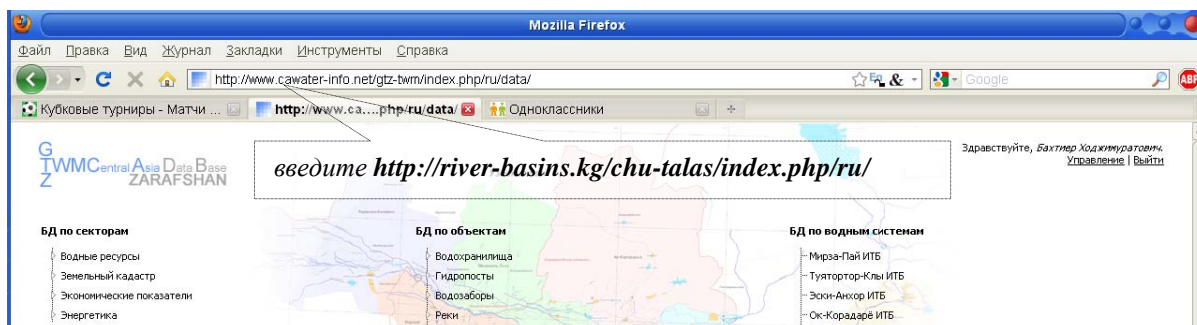 Mozilla Firefox
Файл Правка Вид Журнал Закладки Инструменты Справка
http://www.cawater-info.net/gtz-twm/index.php/ru/data/
Google
ABP
Кубковые турниры - Матчи ...
http://www.ca....php/ru/data/
Одноклассники
введите http://river-basins.kg/chu-talas/index.php/ru/
GTZ
TWMCentral Asia Data Base
ZARAFSHAN
Здравствуйте, Бахтиер Ходжимуратович.
Управление | Выйти
БД по секторам
Водные ресурсы
Земельный кадастр
Экономические показатели
Энергетика
БД по объектам
Водохранилища
Гидропосты
Водозаборы
Реки
БД по водным системам
Мирза-Пай ИТБ
Туятортор-Клы ИТБ
Эски-Анхор ИТБ
Ок-Корадарё ИТБ